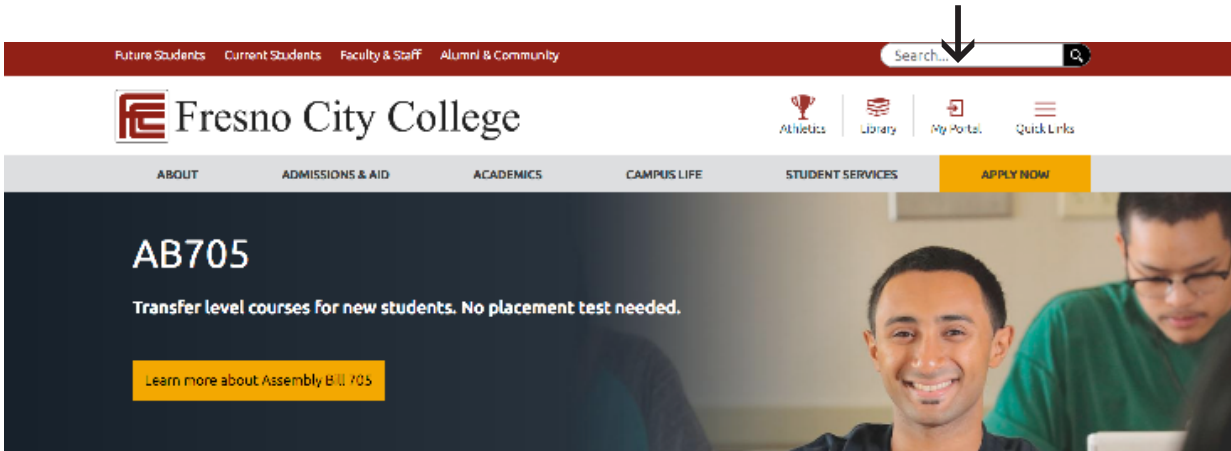 Future Students Current Students Faculty & Staff Alumni & Community Search...
Fresno City College
Athletics Library My Portal Quick Links
ABOUT ADMISSIONS & AID ACADEMICS CAMPUS LIFE STUDENT SERVICES APPLY NOW
AB705
Transfer level courses for new students. No placement test needed.
Learn more about Assembly Bill 705